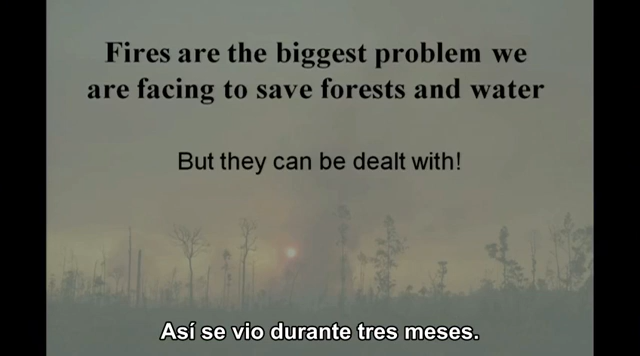 Fires are the biggest problem we
are facing to save forests and water
But they can be dealt with!
Así se vio durante tres meses.